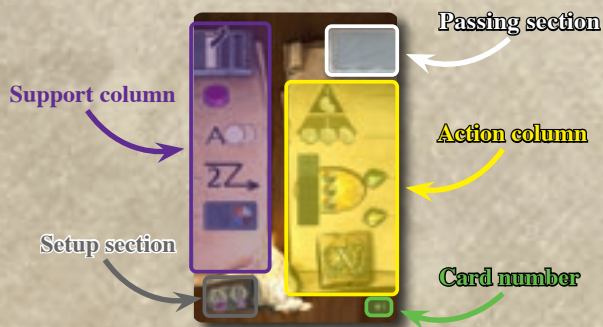 Passing section
Support column
Action column
Setup section
Card number